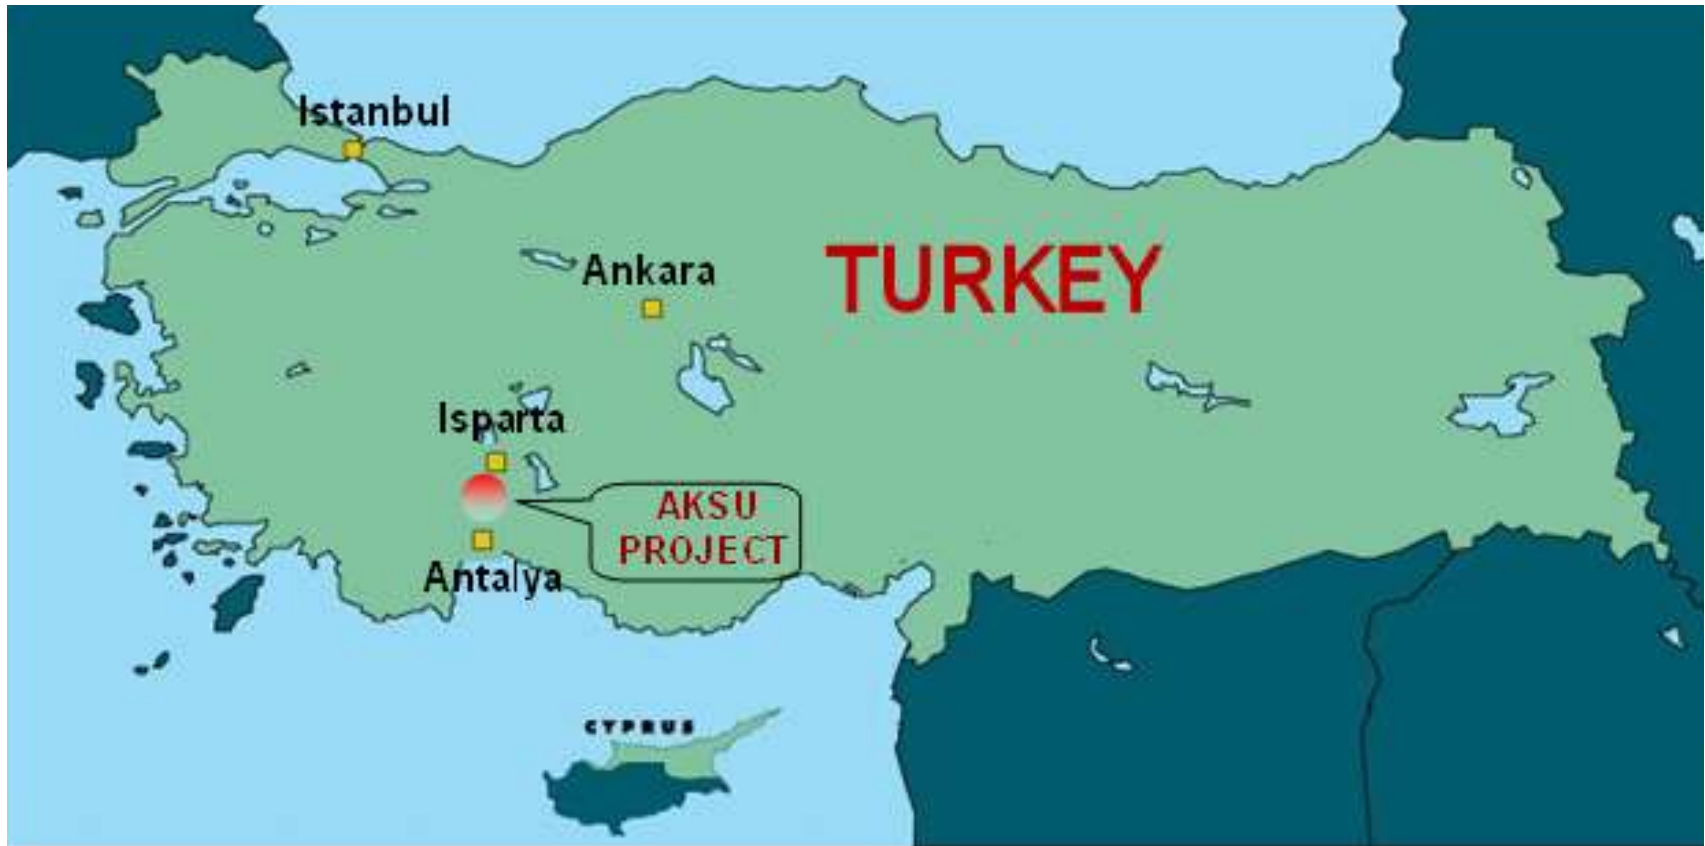 Istanbul
Ankara
TURKEY
Isparta
AKSU
PROJECT
Antalya
CYPRUS